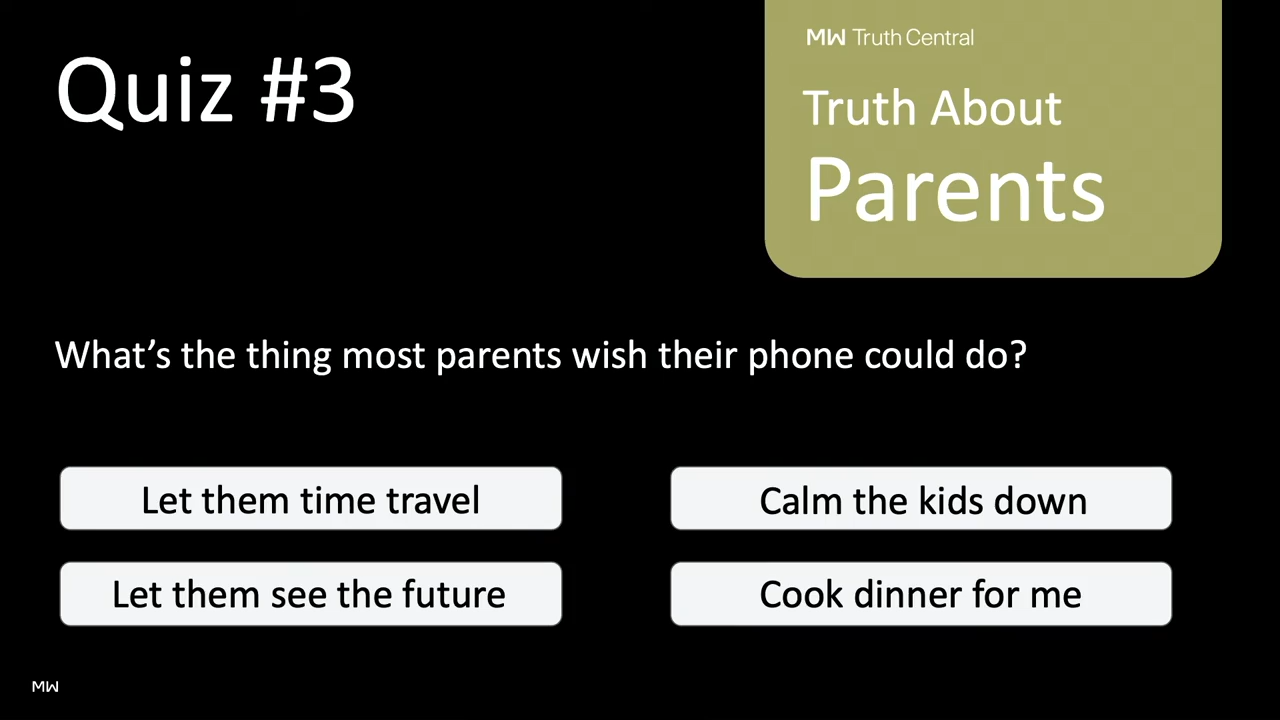 Quiz #3
MW Truth Central
Truth About
Parents
What’s the thing most parents wish their phone could do?
Let them time travel
Calm the kids down
Let them see the future
Cook dinner for me
MW